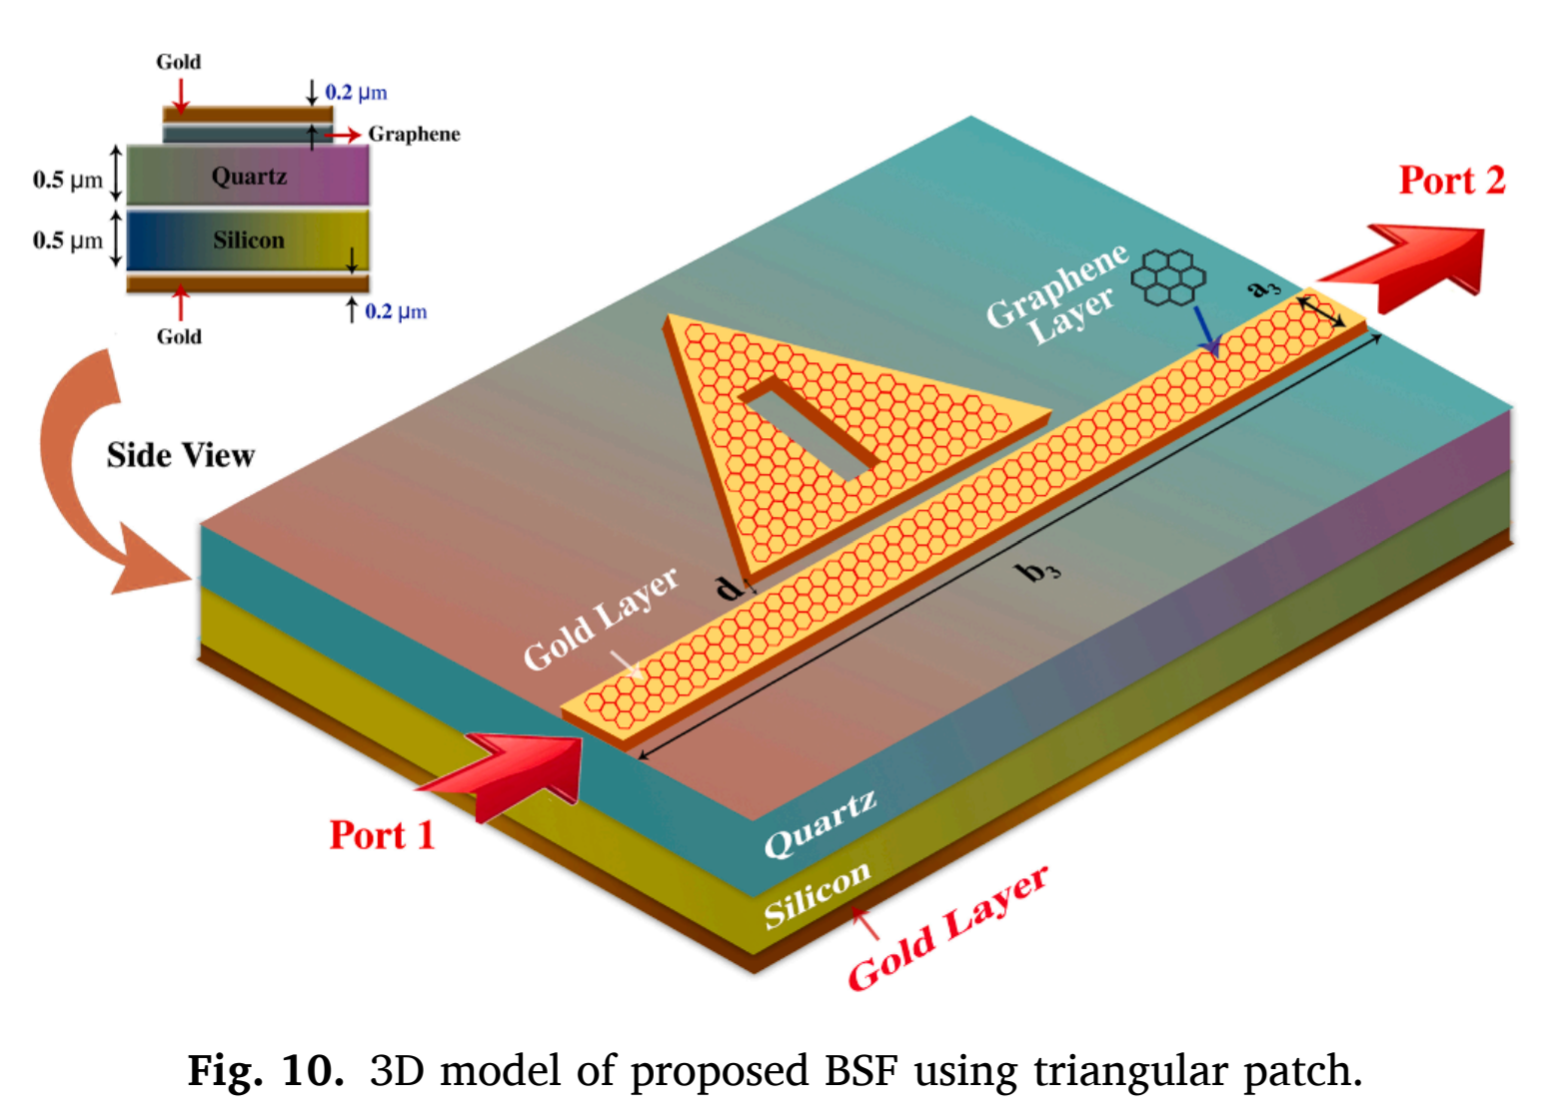 Gold
0.2 µm
Graphene
0.5 µm
Quartz
0.5 µm
Silicon
0.2 µm
Gold
Side View
Port 2
Graphene
Layer
a3
b3
d
Gold Layer
Port 1
Quartz
Silicon
Gold Layer
Fig. 10. 3D model of proposed BSF using triangular patch.